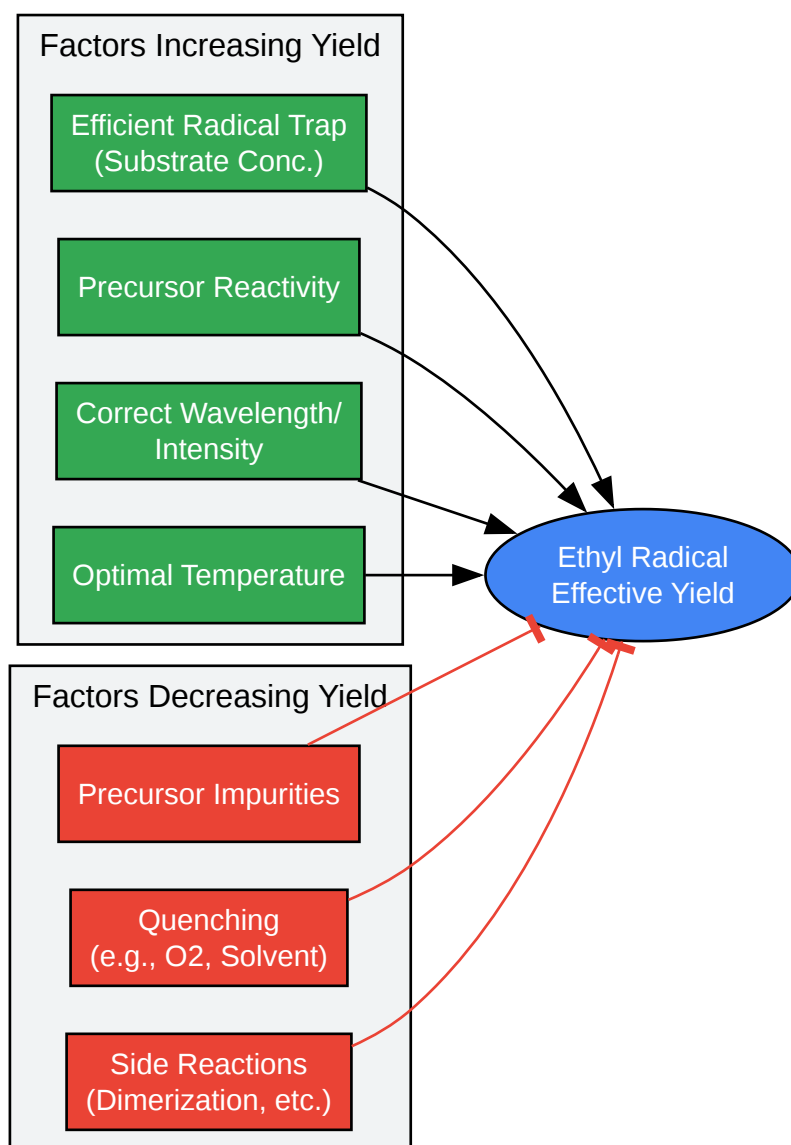 Factors Increasing Yield
Efficient Radical Trap
(Substrate Conc.)
Precursor Reactivity
Correct Wavelength/
Intensity
Optimal Temperature
Ethyl Radical
Effective Yield
Factors Decreasing Yield
Precursor Impurities
Quenching
(e.g., O2, Solvent)
Side Reactions
(Dimerization, etc.)